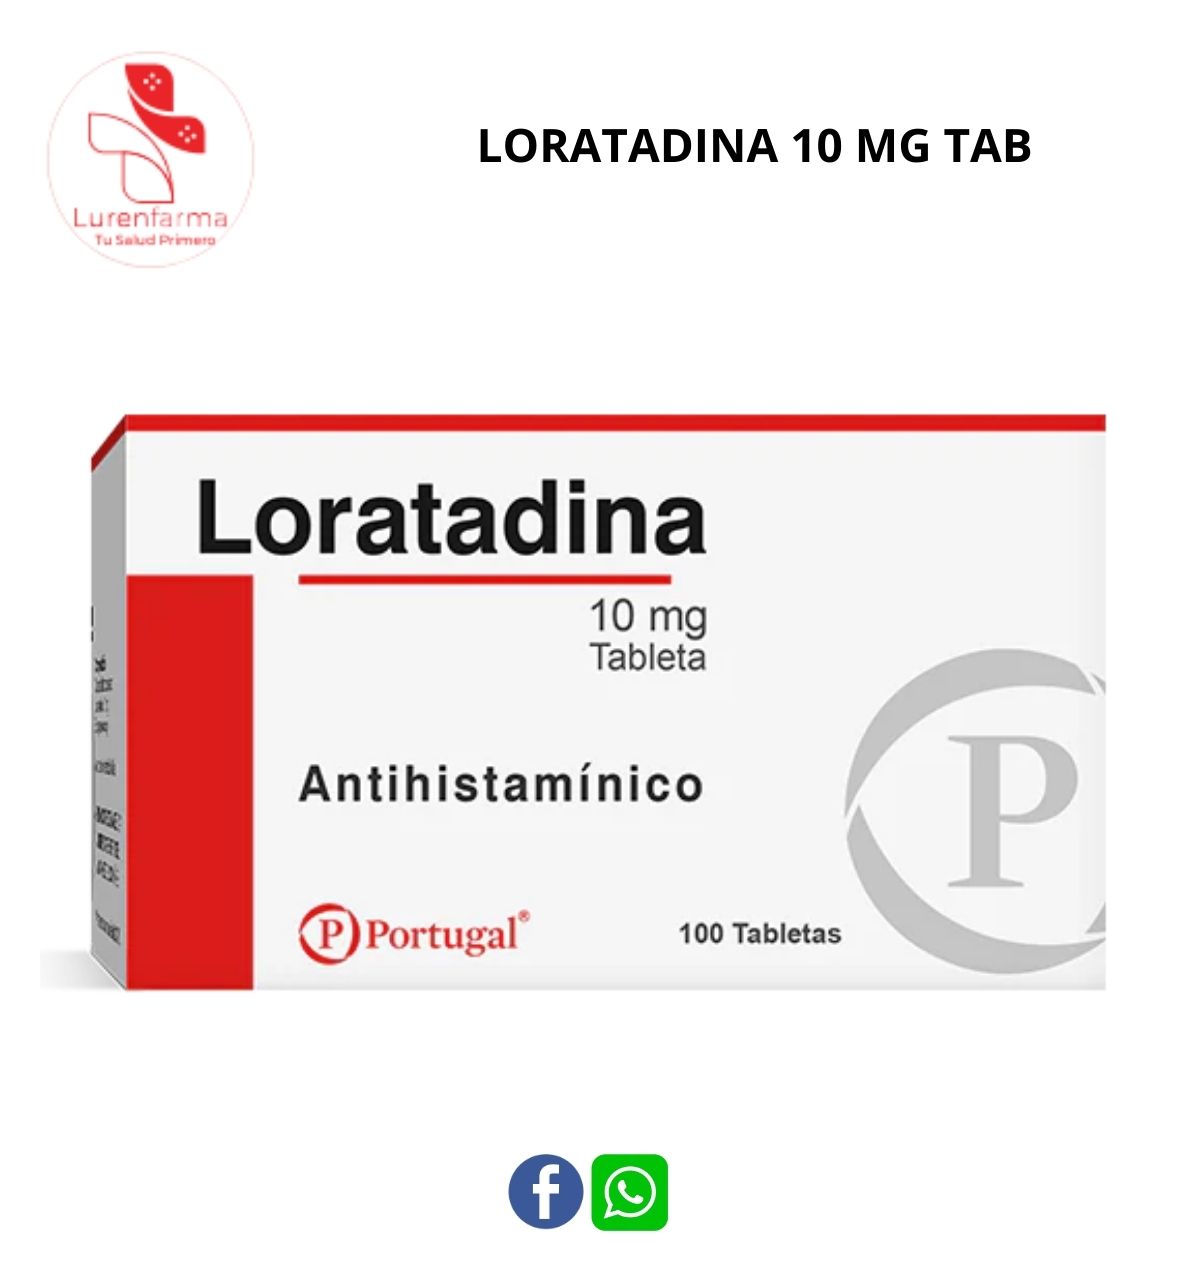 Lurenfarma
Tu Salud Primero
LORATADINA 10 MG TAB
Loratadina
10 mg
Tableta
Antihistamínico
P Portugal®
100 Tabletas
P